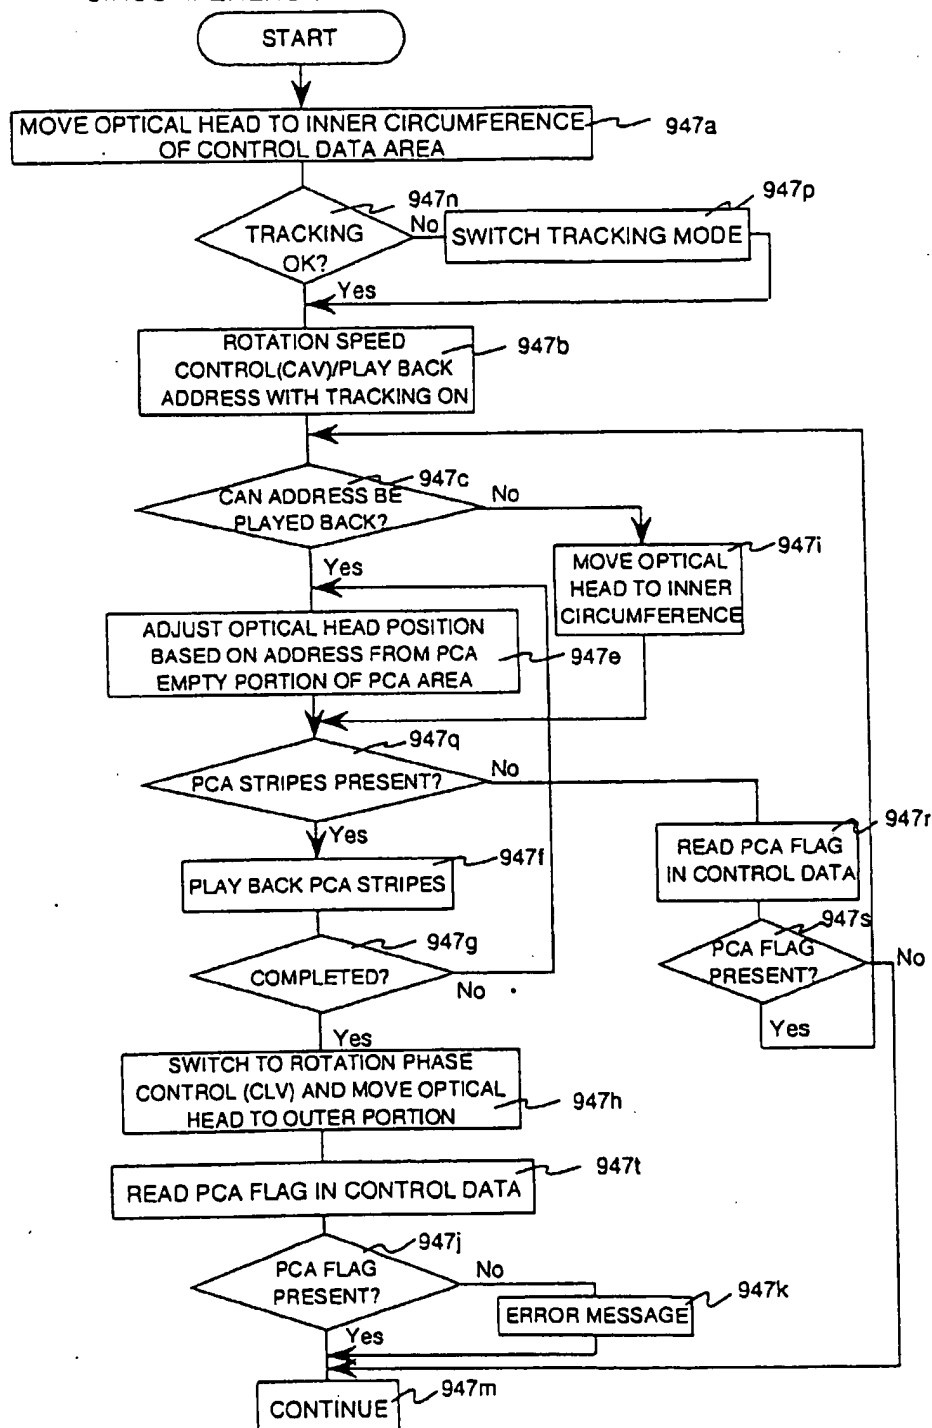 START
MOVE OPTICAL HEAD TO INNER CIRCUMFERENCE
OF CONTROL DATA AREA
947a
947n
TRACKING
OK?
No
947p
SWITCH TRACKING MODE
Yes
ROTATION SPEED
CONTROL(CAV)/PLAY BACK
ADDRESS WITH TRACKING ON
947b
947c
CAN ADDRESS BE
PLAYED BACK?
No
Yes
947i
MOVE OPTICAL
HEAD TO INNER
CIRCUMFERENCE
ADJUST OPTICAL HEAD POSITION
BASED ON ADDRESS FROM PCA
EMPTY PORTION OF PCA AREA
947e
947q
PCA STRIPES PRESENT?
No
Yes
947r
READ PCA FLAG
IN CONTROL DATA
947f
PLAY BACK PCA STRIPES
947s
PCA FLAG
PRESENT?
No
Yes
947g
COMPLETED?
No
Yes
SWITCH TO ROTATION PHASE
CONTROL (CLV) AND MOVE OPTICAL
HEAD TO OUTER PORTION
947h
947t
READ PCA FLAG IN CONTROL DATA
947j
PCA FLAG
PRESENT?
No
947k
ERROR MESSAGE
Yes
947m
CONTINUE